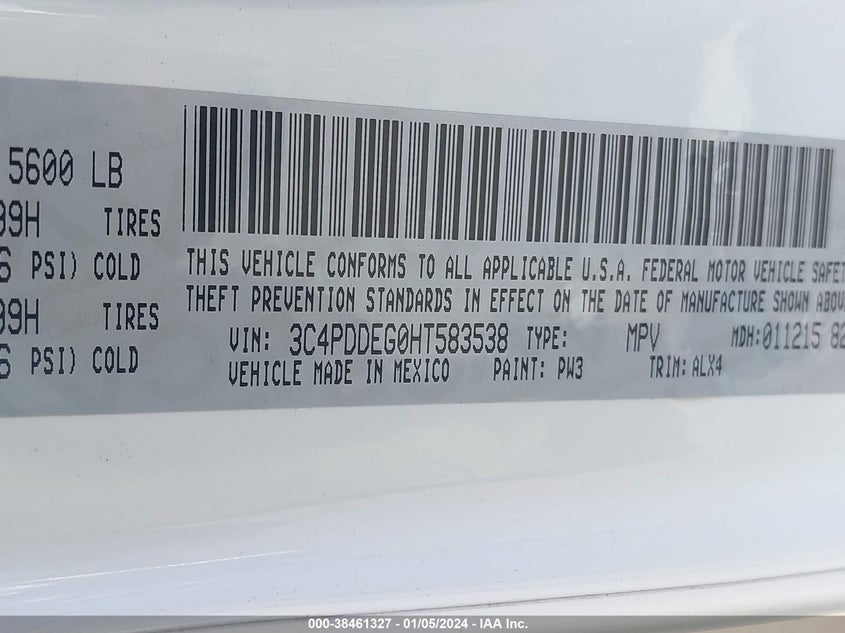 5600 LB
99H TIRES
PSI) COLD
99H TIRES
PSI) COLD
THIS VEHICLE CONFORMS TO ALL APPLICABLE U.S.A. FEDERAL MOTOR VEHICLE SAFET
THEFT PREVENTION STANDARDS IN EFFECT ON THE DATE OF MANUFACTURE SHOWN ABOV
VIN: 3C4PDDEG0HT583538 TYPE: MPV MDH:011215 82
VEHICLE MADE IN MEXICO PAINT: PW3 TRIM: ALX4
000-38461327 - 01/05/2024 - IAA Inc.